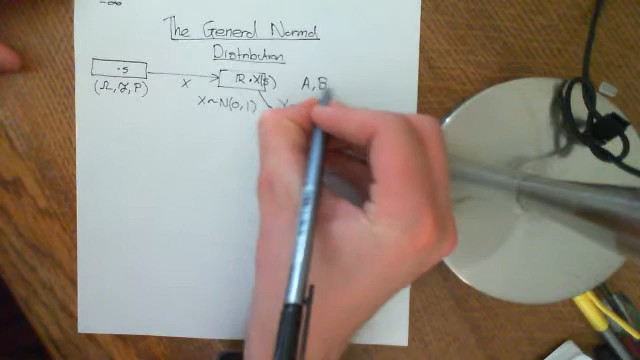 -∞
The General Normal
Distribution
·s
X
ℝ ·X(s)
A,B
(Ω, ℱ, P)
X~N(0,1)